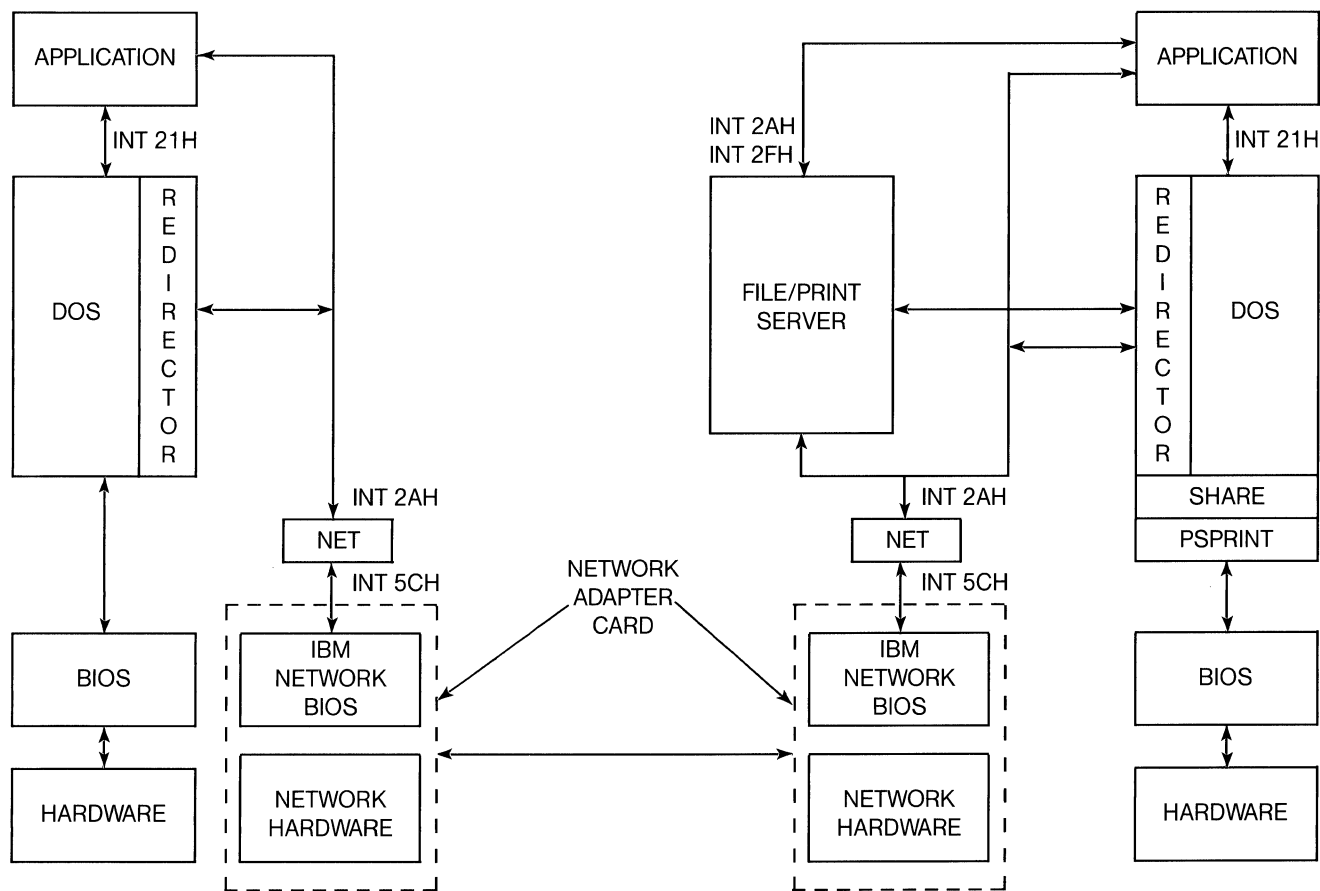 APPLICATION
INT 21H
DOS
REDIRECTOR
INT 2AH
NET
INT 5CH
IBM
NETWORK
BIOS
NETWORK
HARDWARE
BIOS
HARDWARE
NETWORK
ADAPTER
CARD
APPLICATION
INT 2AH
INT 2FH
INT 21H
FILE/PRINT
SERVER
REDIRECTOR
DOS
SHARE
PSPRINT
INT 2AH
NET
INT 5CH
IBM
NETWORK
BIOS
NETWORK
HARDWARE
BIOS
HARDWARE